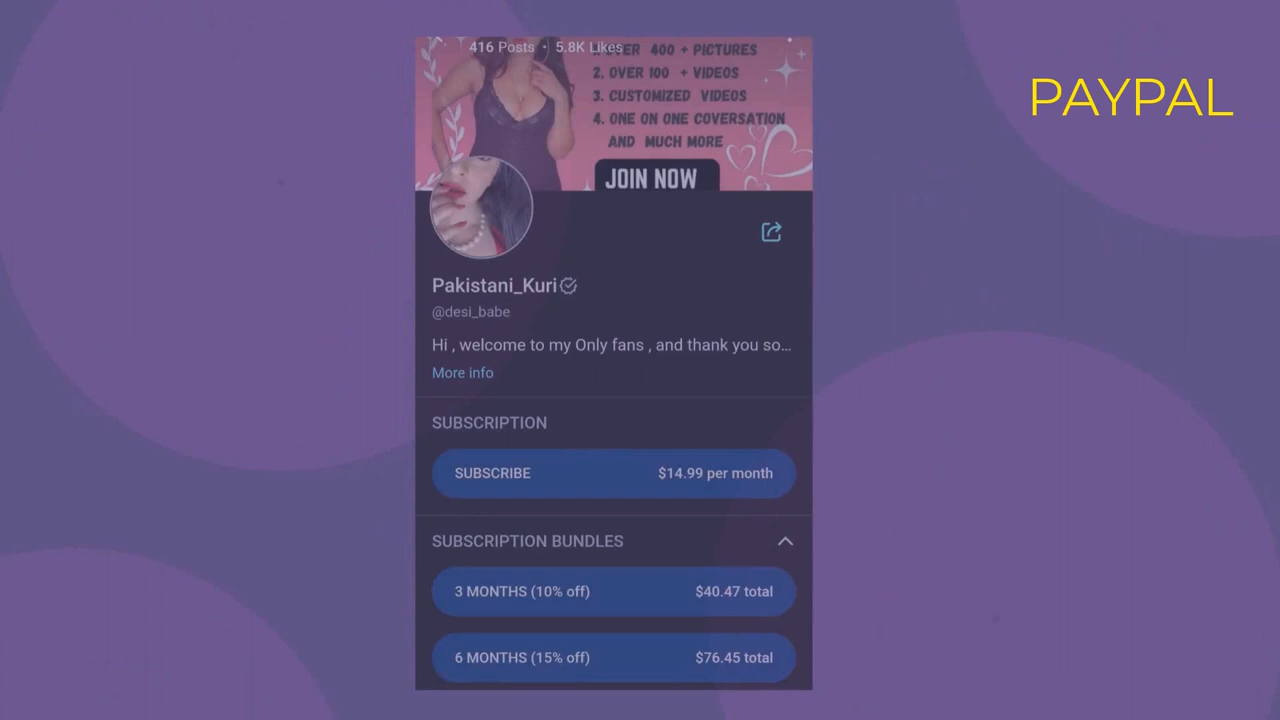 PAYPAL
416 Posts · 5.8K Likes
1. OVER 400 + PICTURES
2. OVER 100 + VIDEOS
3. CUSTOMIZED VIDEOS
4. ONE ON ONE COVERSATION
AND MUCH MORE
JOIN NOW
Pakistani_Kuri
@desi_babe
Hi , welcome to my Only fans , and thank you so...
More info
SUBSCRIPTION
SUBSCRIBE $14.99 per month
SUBSCRIPTION BUNDLES
3 MONTHS (10% off) $40.47 total
6 MONTHS (15% off) $76.45 total